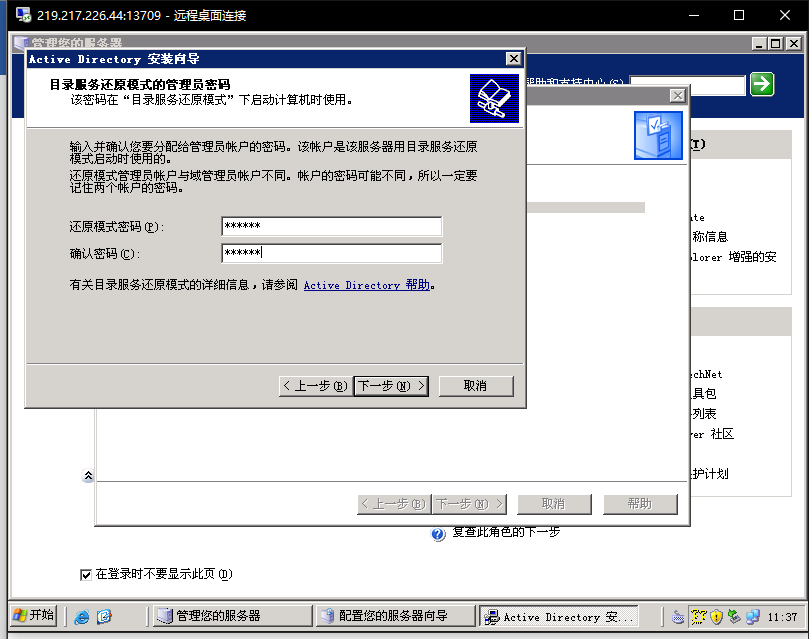 219.217.226.44:13709 - 远程桌面连接
管理您的服务器
Active Directory 安装向导
目录服务还原模式的管理员密码
该密码在“目录服务还原模式”下启动计算机时使用。
帮助和支持中心(S)
输入并确认您要分配给管理员帐户的密码。该帐户是该服务器用目录服务还原
模式启动时使用的。
还原模式管理员帐户与域管理员帐户不同。帐户的密码可能不同，所以一定要
记住两个帐户的密码。
还原模式密码(P):
******
确认密码(C):
******
有关目录服务还原模式的详细信息，请参阅 Active Directory 帮助。
< 上一步(B)
下一步(N) >
取消
(T)
ate
称信息
plorer 增强的安
echNet
具包
列表
ver 社区
护计划
< 上一步(B)
下一步(N) >
取消
帮助
复查此角色的下一步
在登录时不要显示此页(D)
开始
管理您的服务器
配置您的服务器向导
Active Directory 安...
11:37